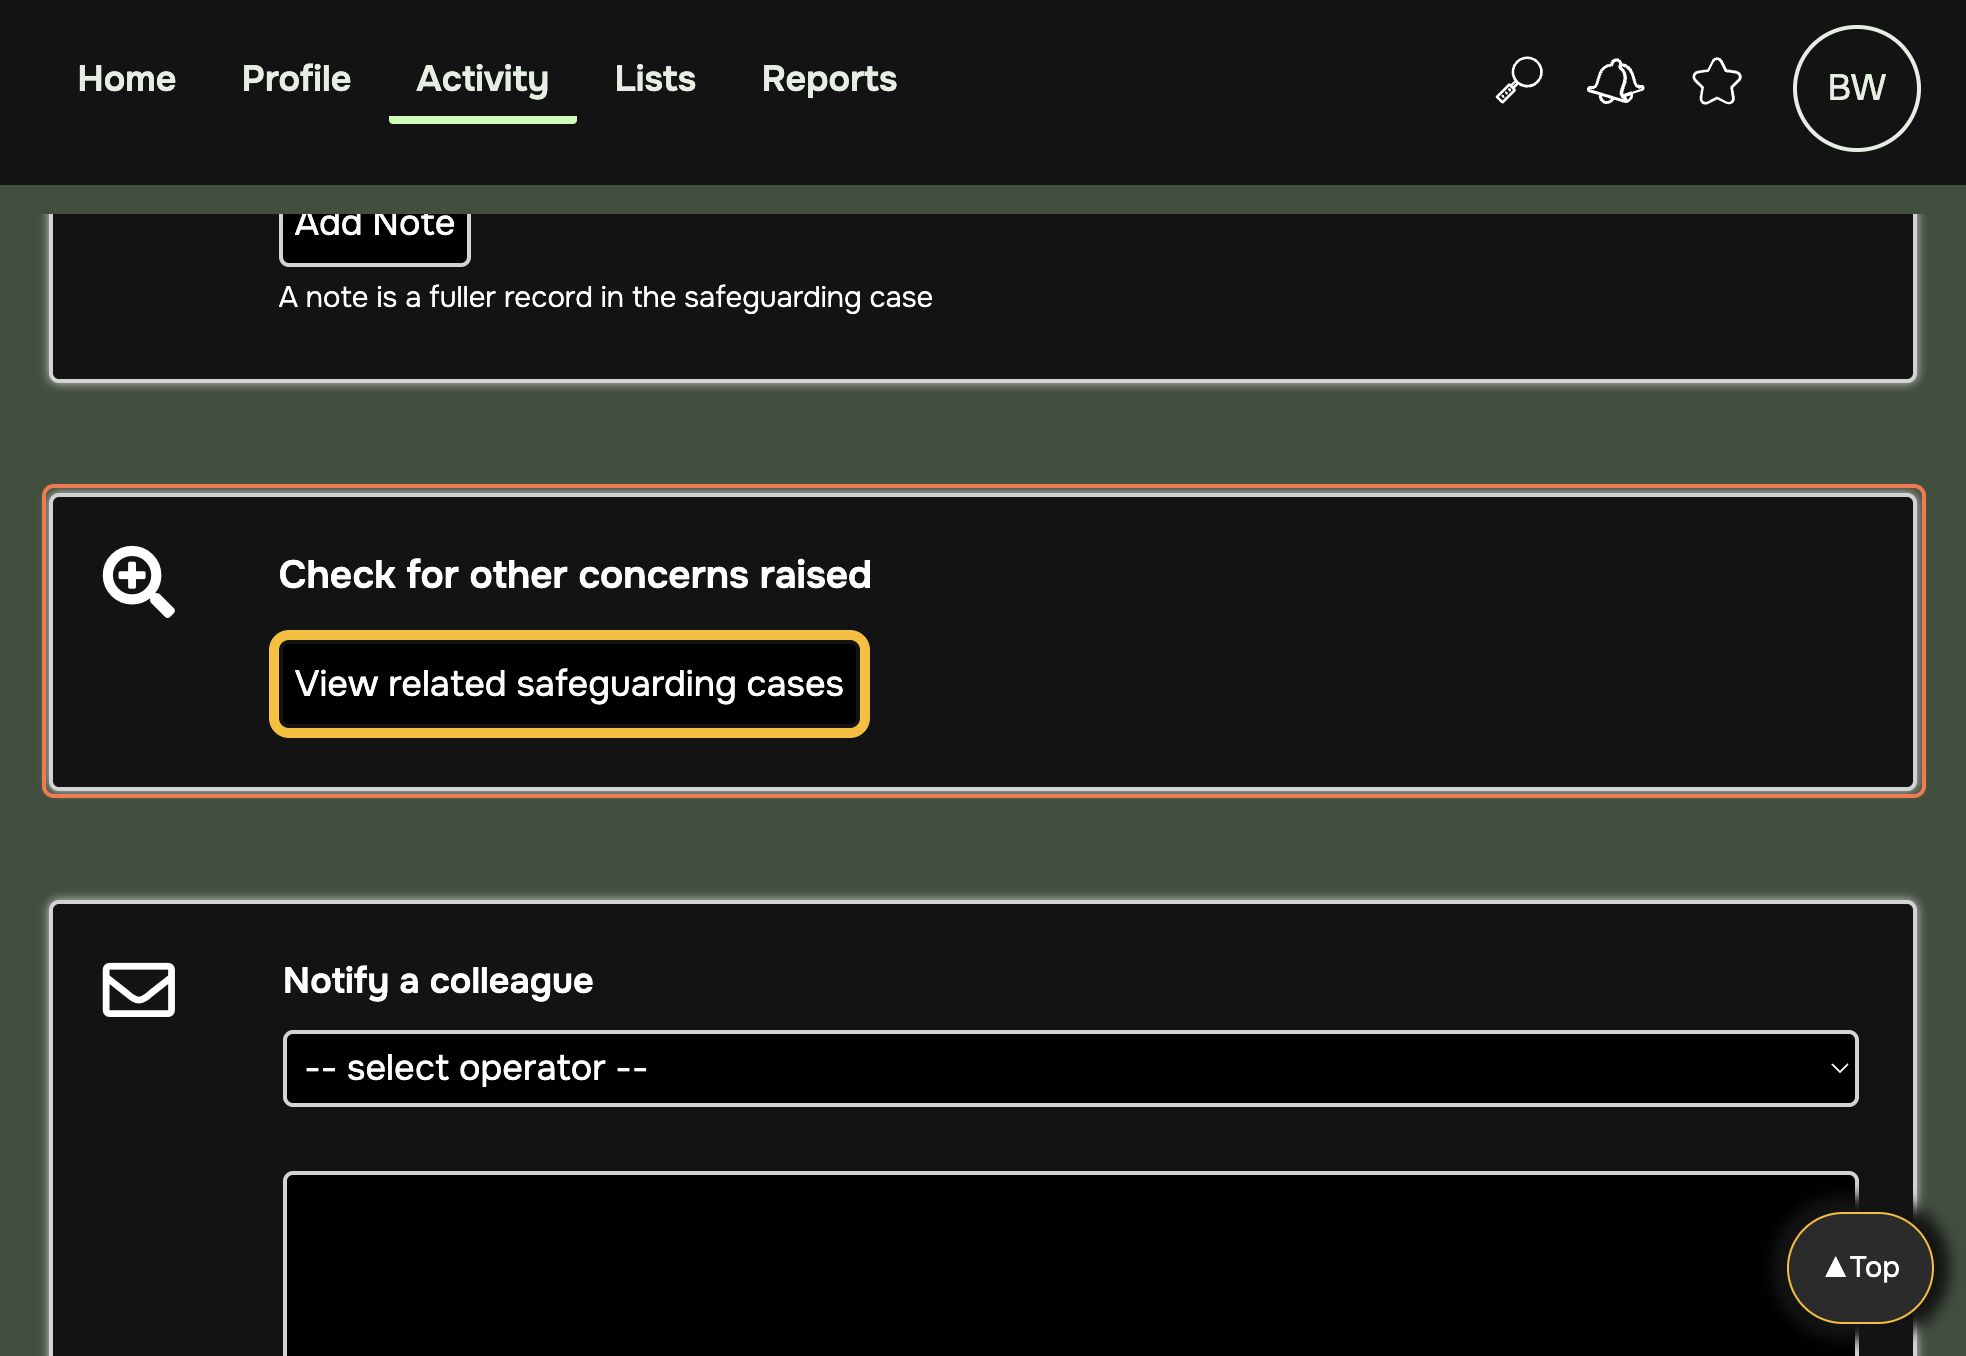 Home Profile Activity Lists Reports BW
Add Note
A note is a fuller record in the safeguarding case
Check for other concerns raised
View related safeguarding cases
Notify a colleague
-- select operator --
▲Top